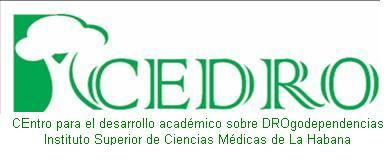 CEDRO
CEntro para el desarrollo académico sobre DROgodependencias
Instituto Superior de Ciencias Médicas de La Habana